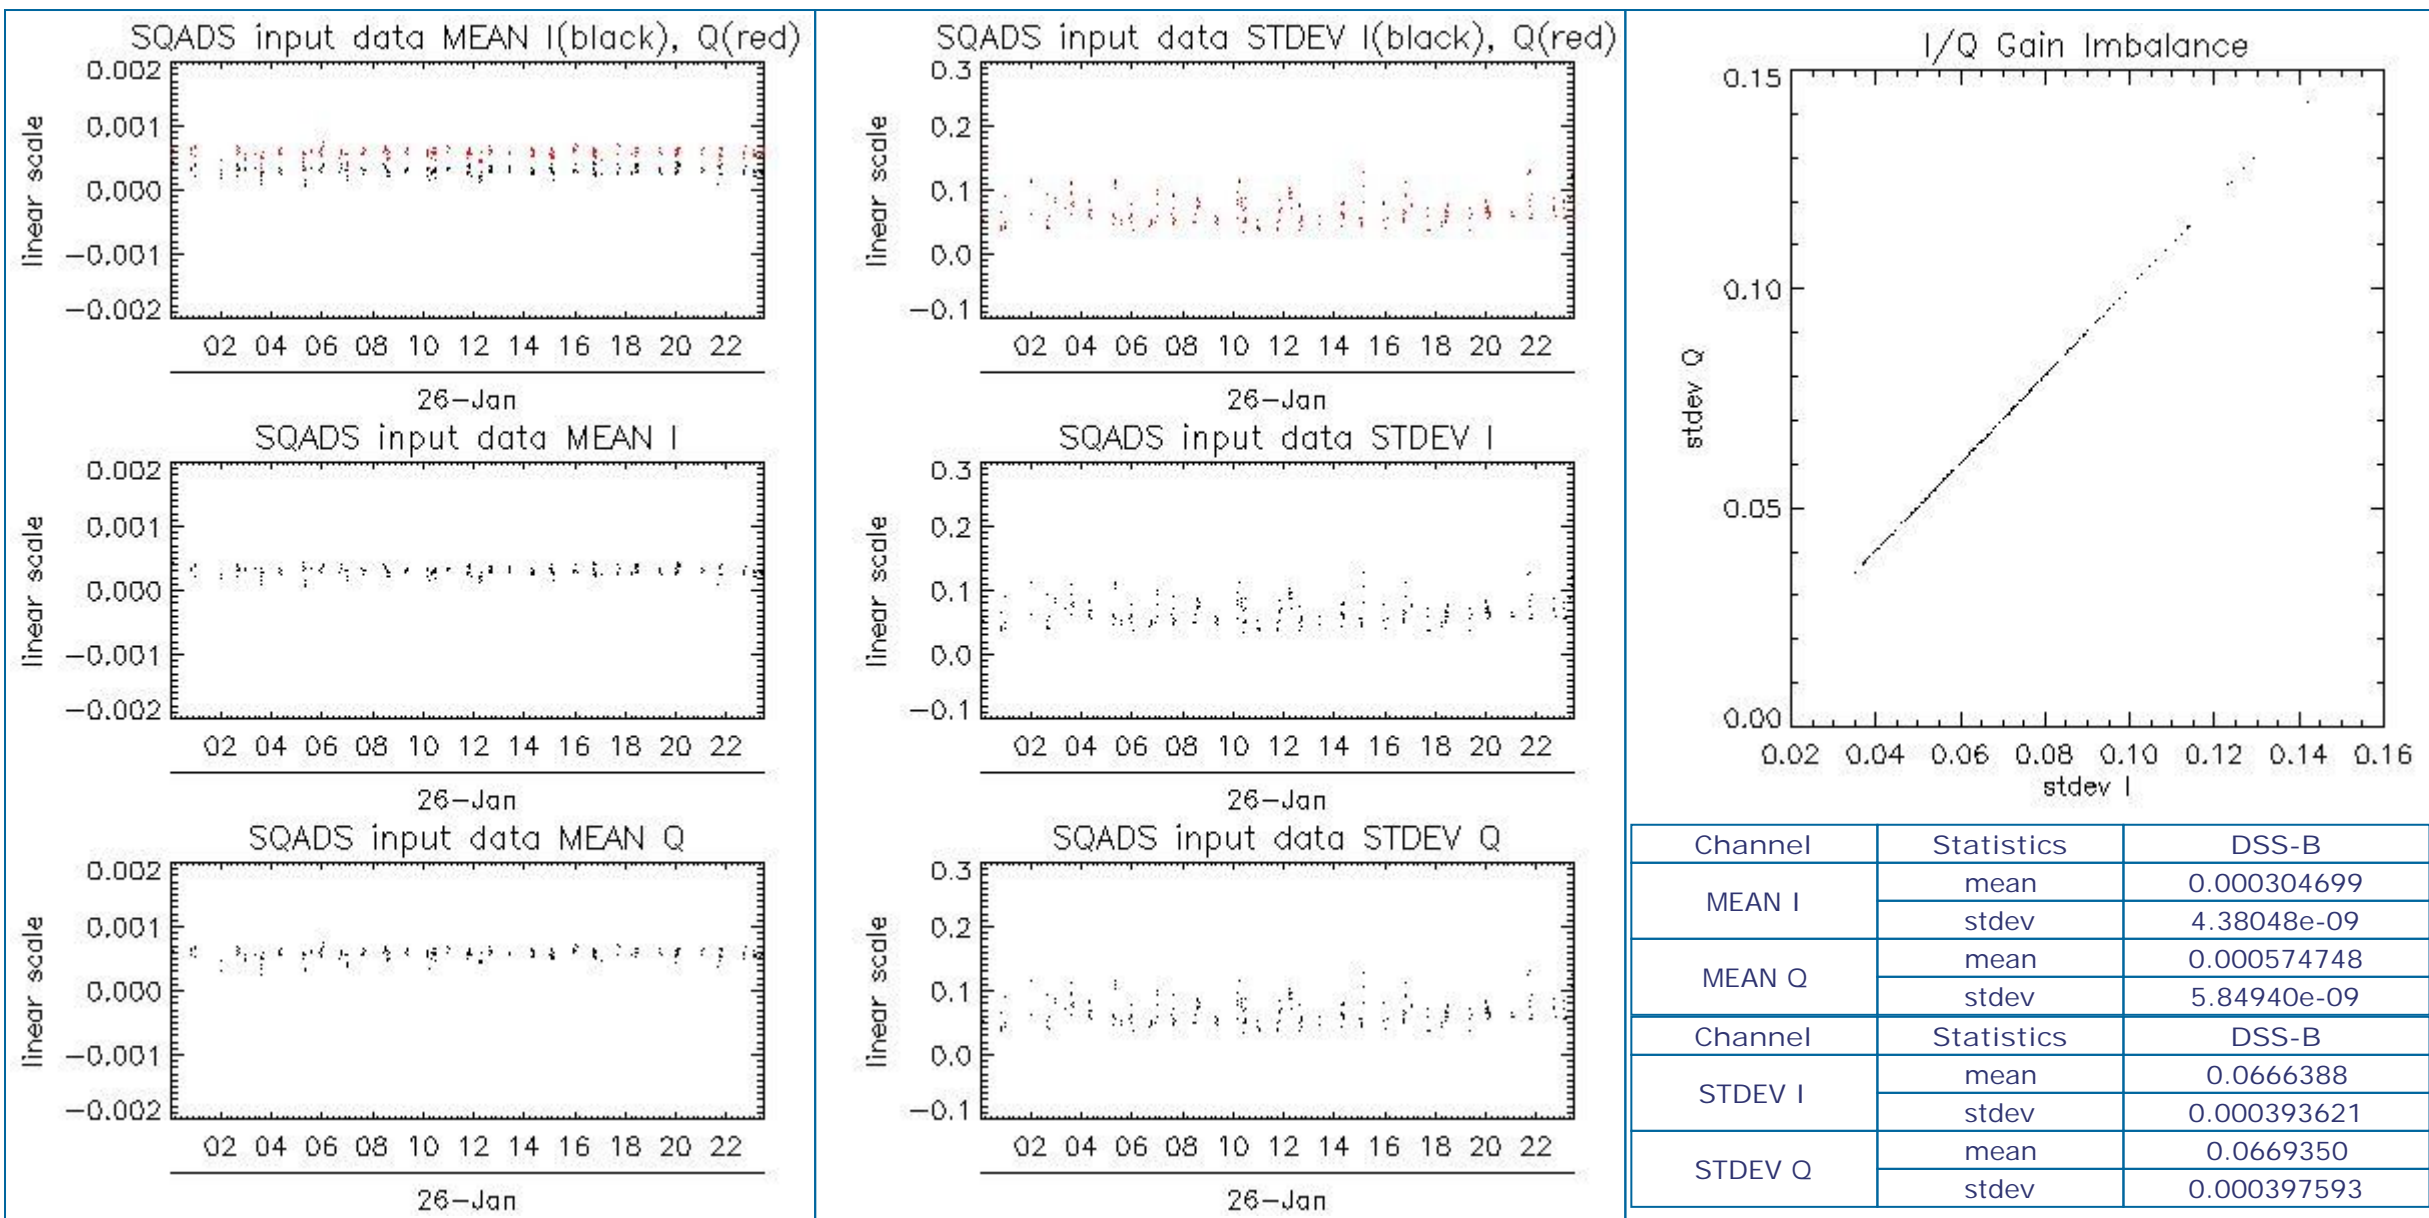 SQADS input data MEAN I(black), Q(red)
0.002
0.001
0.000
−0.001
−0.002
linear scale
02 04 06 08 10 12 14 16 18 20 22
26−Jan
SQADS input data MEAN I
0.002
0.001
0.000
−0.001
−0.002
linear scale
02 04 06 08 10 12 14 16 18 20 22
26−Jan
SQADS input data MEAN Q
0.002
0.001
0.000
−0.001
−0.002
linear scale
02 04 06 08 10 12 14 16 18 20 22
26−Jan
SQADS input data STDEV I(black), Q(red)
0.3
0.2
0.1
0.0
−0.1
linear scale
02 04 06 08 10 12 14 16 18 20 22
26−Jan
SQADS input data STDEV I
0.3
0.2
0.1
0.0
−0.1
linear scale
02 04 06 08 10 12 14 16 18 20 22
26−Jan
SQADS input data STDEV Q
0.3
0.2
0.1
0.0
−0.1
linear scale
02 04 06 08 10 12 14 16 18 20 22
26−Jan
I/Q Gain Imbalance
0.15
0.10
0.05
0.00
stdev Q
0.02 0.04 0.06 0.08 0.10 0.12 0.14 0.16
stdev I
Channel Statistics DSS-B
MEAN I mean 0.000304699
stdev 4.38048e-09
MEAN Q mean 0.000574748
stdev 5.84940e-09
Channel Statistics DSS-B
STDEV I mean 0.0666388
stdev 0.000393621
STDEV Q mean 0.0669350
stdev 0.000397593